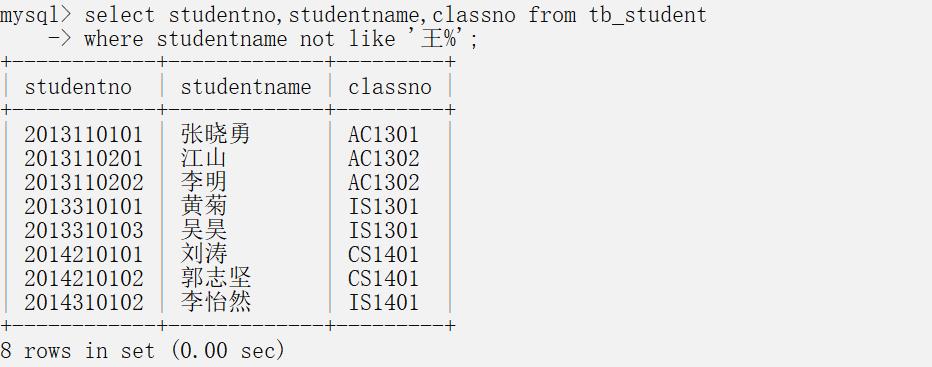 mysql> select studentno,studentname,classno from tb_student
    -> where studentname not like '王%';
+------------+-------------+---------+
| studentno  | studentname | classno |
+------------+-------------+---------+
| 2013110101 | 张晓勇      | AC1301  |
| 2013110201 | 江山        | AC1302  |
| 2013110202 | 李明        | AC1302  |
| 2013310101 | 黄菊        | IS1301  |
| 2013310103 | 吴昊        | IS1301  |
| 2014210101 | 刘涛        | CS1401  |
| 2014210102 | 郭志坚      | CS1401  |
| 2014310102 | 李怡然      | IS1401  |
+------------+-------------+---------+
8 rows in set (0.00 sec)